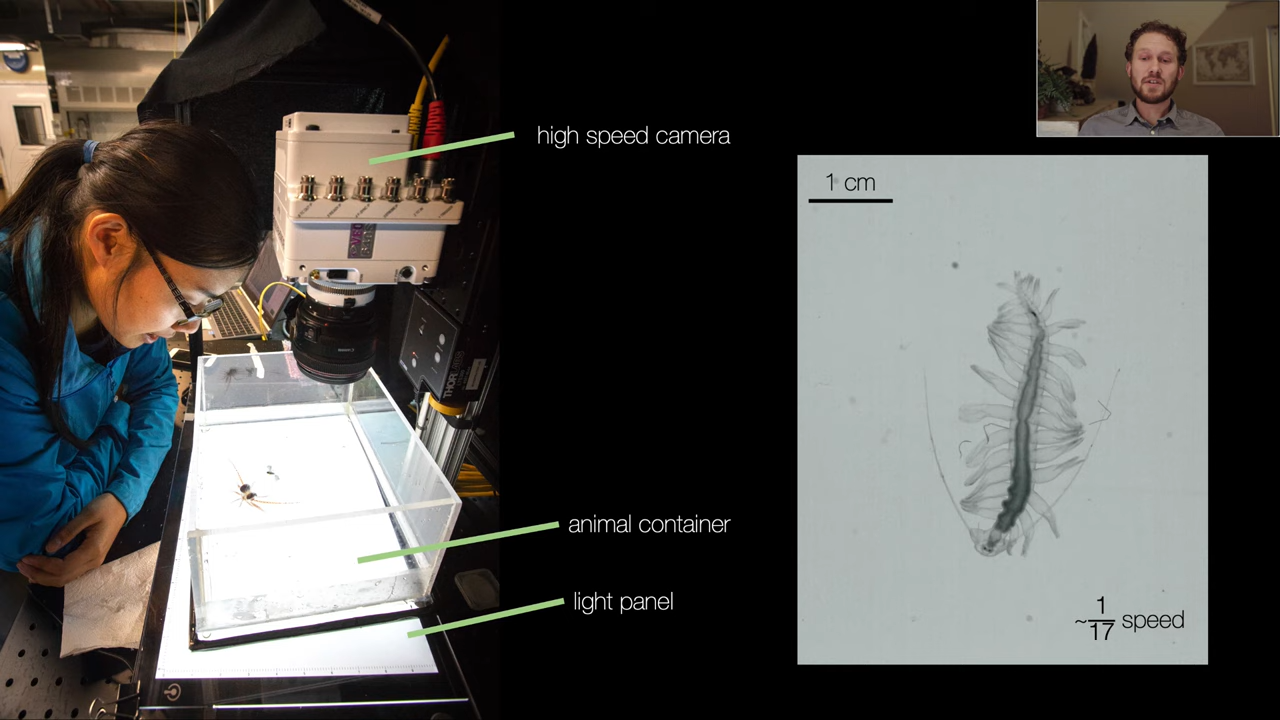 high speed camera
animal container
light panel
1 cm
~1/17 speed